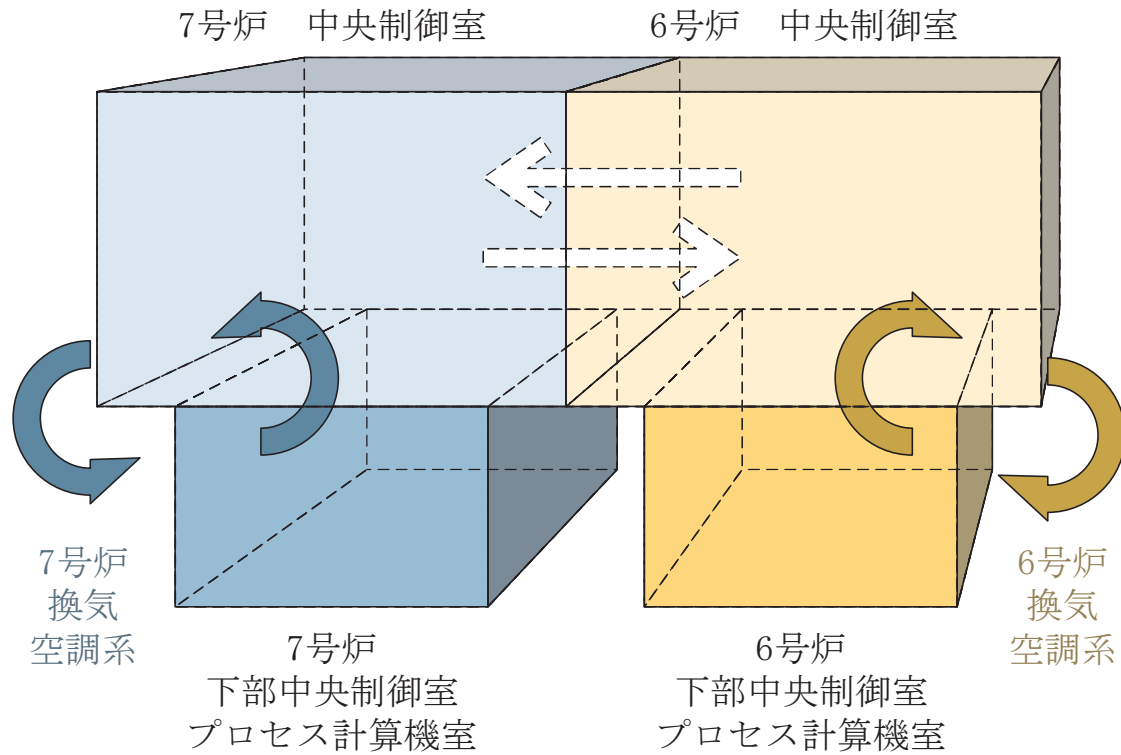 7号炉　中央制御室
6号炉　中央制御室
7号炉
換気
空調系
6号炉
換気
空調系
7号炉
下部中央制御室
プロセス計算機室
6号炉
下部中央制御室
プロセス計算機室